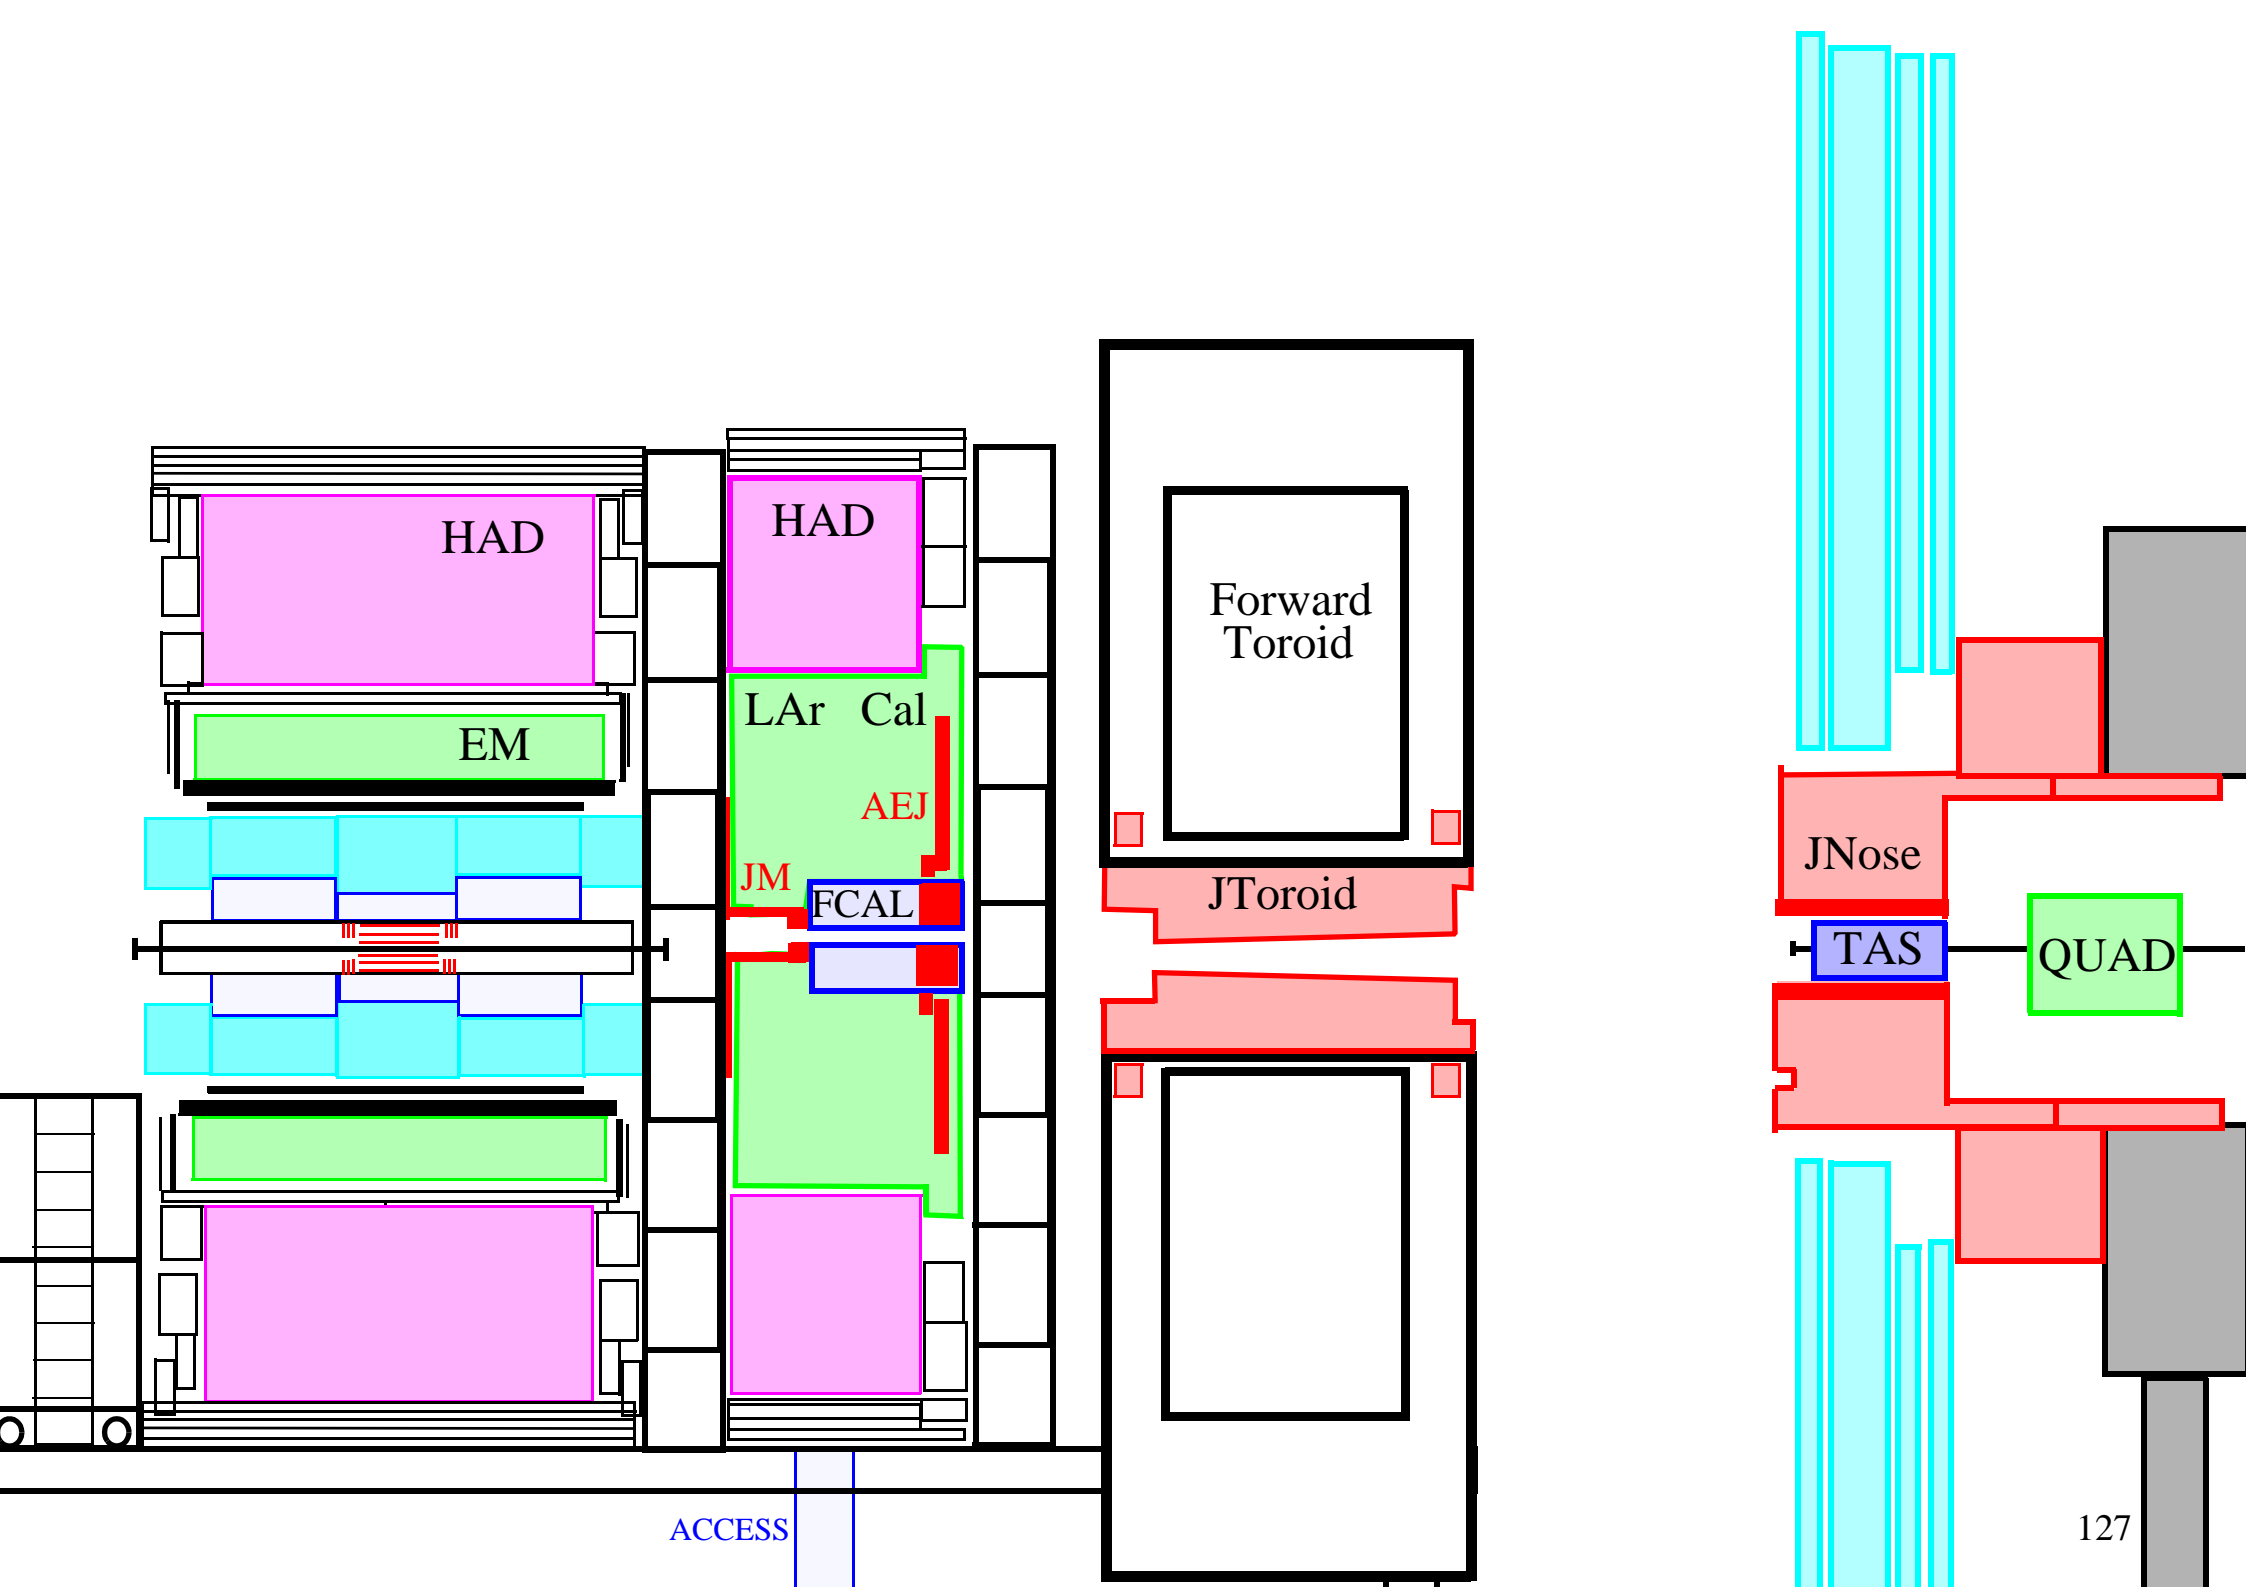 HAD
HAD
Forward
Toroid
LAr Cal
EM
AEJ
JM
FCAL
JToroid
JNose
TAS
QUAD
ACCESS
127